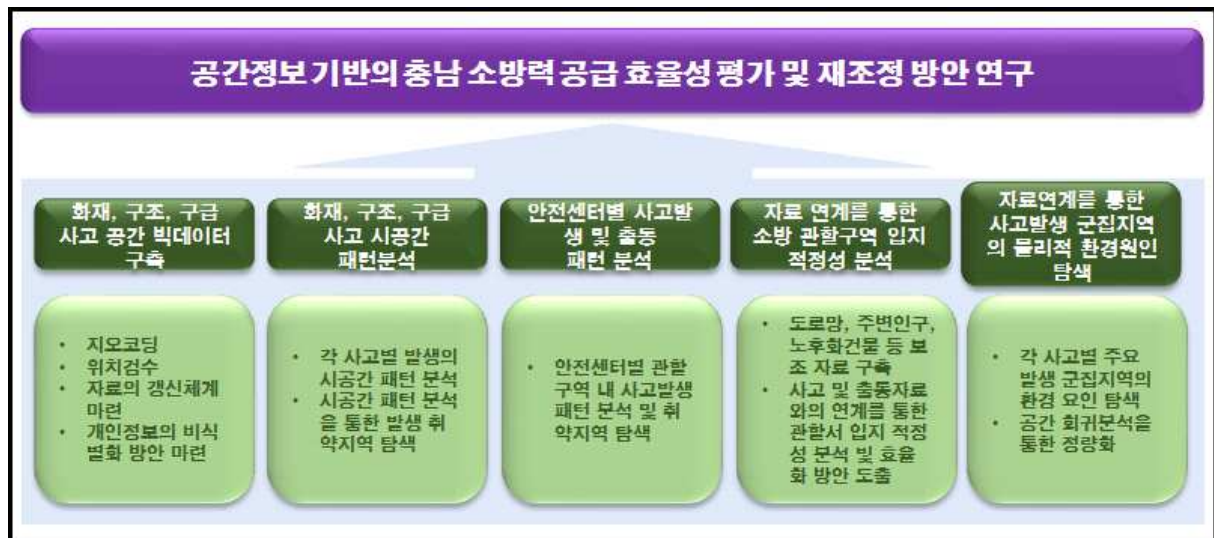 공간정보 기반의 충남 소방력 공급 효율성 평가 및 재조정 방안 연구
화재, 구조, 구급
사고 공간 빅데이터
구축
• 지오코딩
• 위치검수
• 자료의 갱신체계
마련
• 개인정보의 비식
별화 방안 마련
화재, 구조, 구급
사고 시공간
패턴분석
• 각 사고별 발생의
시공간 패턴 분석
• 시공간 패턴 분석
을 통한 발생 취
약지역 탐색
안전센터별 사고발
생 및 출동
패턴 분석
• 안전센터별 관할
구역 내 사고발생
패턴 분석 및 취
약지역 탐색
자료 연계를 통한
소방 관할구역 입지
적정성 분석
• 도로망, 주변인구,
노후화건물 등 보
조 자료 구축
• 사고 및 출동자료
와의 연계를 통한
관할서 입지 적정
성 분석 및 효율
화 방안 도출
자료연계를 통한
사고발생 군집지역
의 물리적 환경원인
탐색
• 각 사고별 주요
발생 군집지역의
환경 요인 탐색
• 공간 회귀분석을
통한 정량화